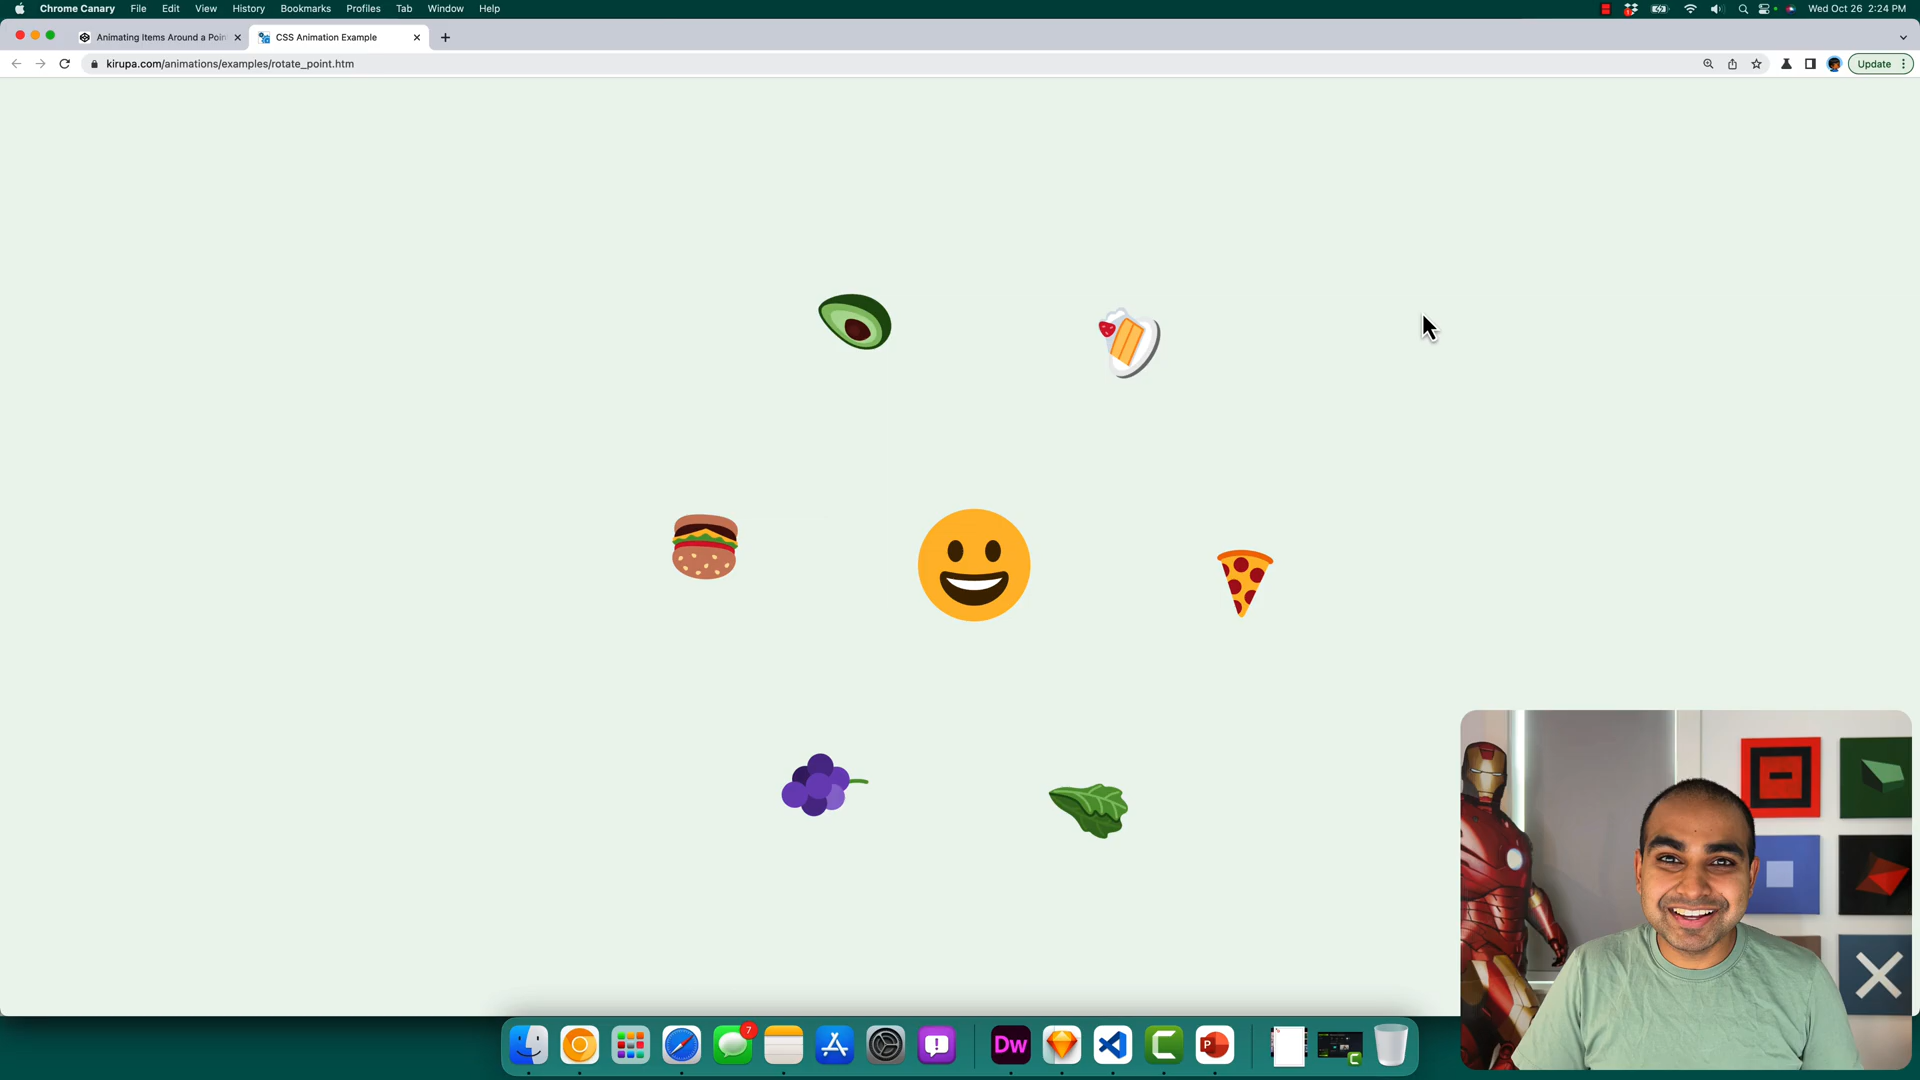 Chrome Canary File Edit View History Bookmarks Profiles Tab Window Help Wed Oct 26 2:24 PM
Animating Items Around a Poin CSS Animation Example
kirupa.com/animations/examples/rotate_point.htm Update
7
Dw
P